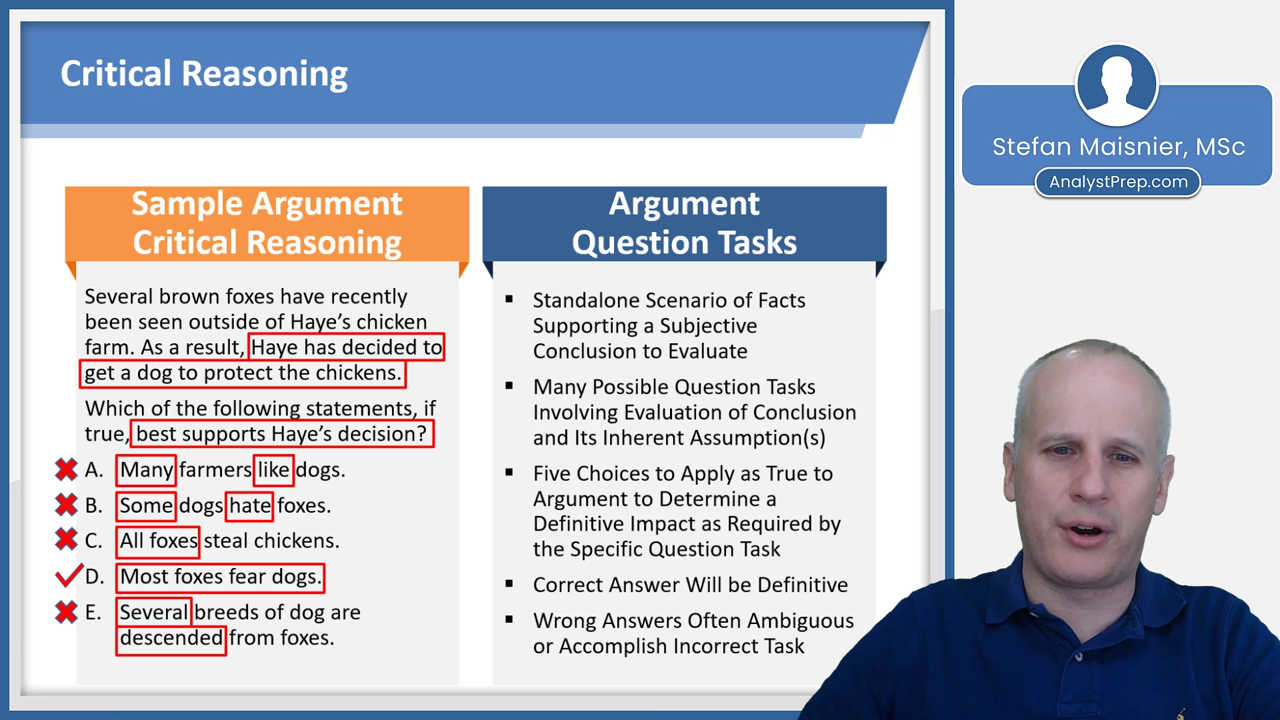 Critical Reasoning
Sample Argument
Critical Reasoning
Several brown foxes have recently
been seen outside of Haye’s chicken
farm. As a result, Haye has decided to
get a dog to protect the chickens.
Which of the following statements, if
true, best supports Haye’s decision?
A. Many farmers like dogs.
B. Some dogs hate foxes.
C. All foxes steal chickens.
D. Most foxes fear dogs.
E. Several breeds of dog are
descended from foxes.
Argument
Question Tasks
▪ Standalone Scenario of Facts
Supporting a Subjective
Conclusion to Evaluate
▪ Many Possible Question Tasks
Involving Evaluation of Conclusion
and Its Inherent Assumption(s)
▪ Five Choices to Apply as True to
Argument to Determine a
Definitive Impact as Required by
the Specific Question Task
▪ Correct Answer Will be Definitive
▪ Wrong Answers Often Ambiguous
or Accomplish Incorrect Task
Stefan Maisnier, MSc
AnalystPrep.com